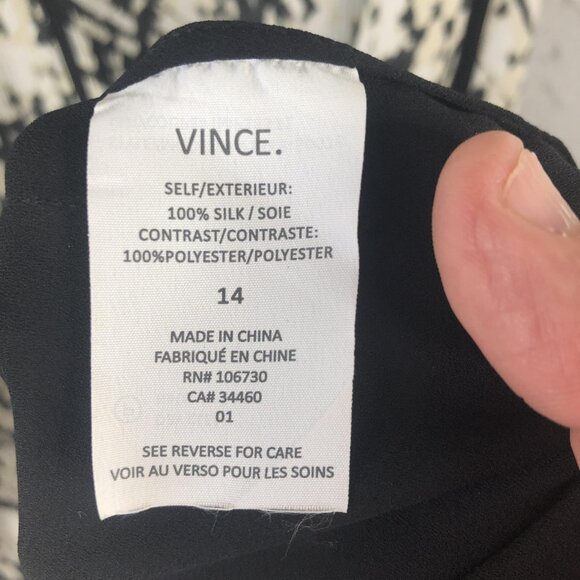 VINCE.
SELF/EXTERIEUR:
100% SILK / SOIE
CONTRAST/CONTRASTE:
100%POLYESTER/POLYESTER
14
MADE IN CHINA
FABRIQUÉ EN CHINE
RN# 106730
CA# 34460
01
SEE REVERSE FOR CARE
VOIR AU VERSO POUR LES SOINS